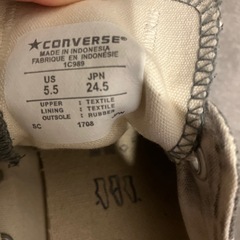 ★CONVERSE®
MADE IN INDONESIA
FABRIQUE EN INDONÉSIE
1C989
US JPN
5.5 24.5
UPPER : TEXTILE
LINING : TEXTILE
OUTSOLE : RUBBER
SC 1708